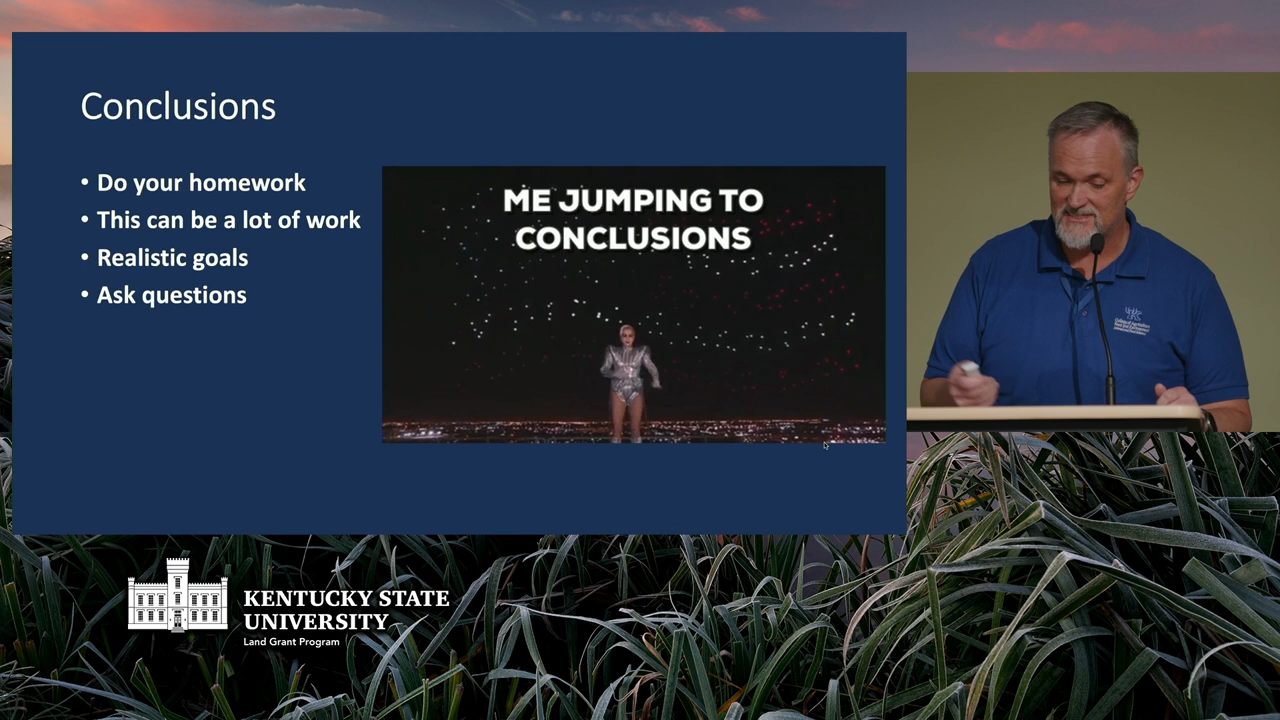 Conclusions
• Do your homework
• This can be a lot of work
• Realistic goals
• Ask questions
ME JUMPING TO
CONCLUSIONS
KENTUCKY STATE
UNIVERSITY
Land Grant Program